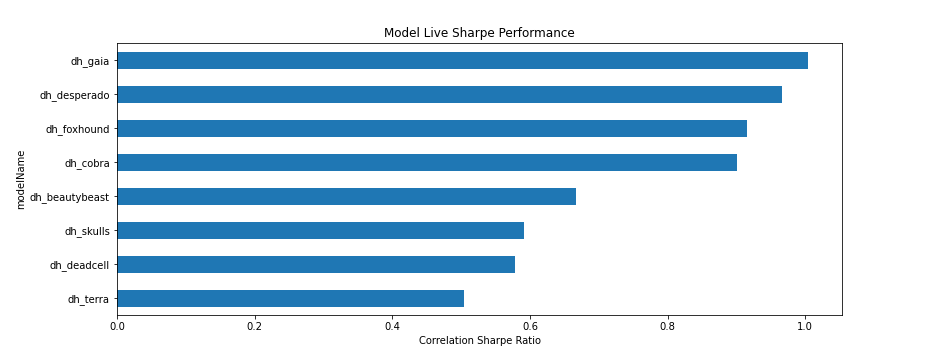 Model Live Sharpe Performance
modelName
dh_gaia
dh_desperado
dh_foxhound
dh_cobra
dh_beautybeast
dh_skulls
dh_deadcell
dh_terra
0.0 0.2 0.4 0.6 0.8 1.0
Correlation Sharpe Ratio